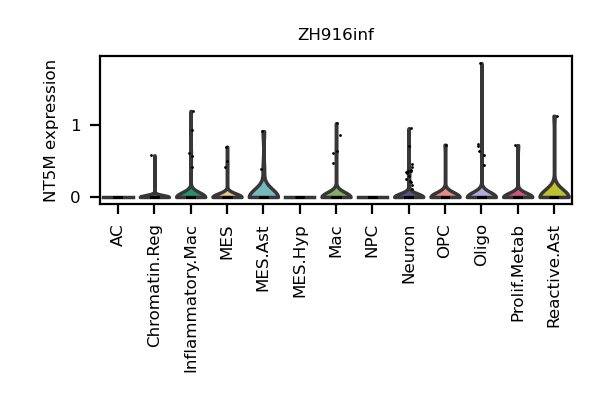 ZH916inf
NT5M expression
1
0
AC
Chromatin.Reg
Inflammatory.Mac
MES
MES.Ast
MES.Hyp
Mac
NPC
Neuron
OPC
Oligo
Prolif.Metab
Reactive.Ast